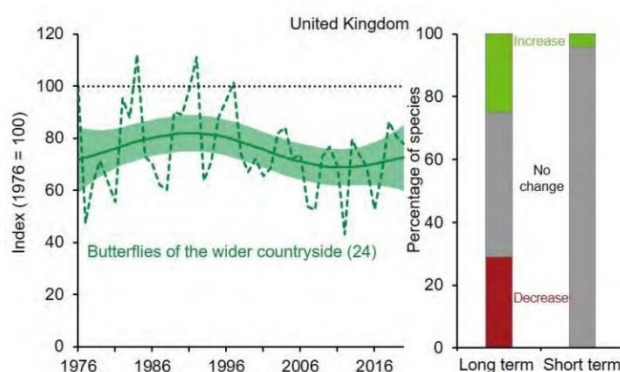 United Kingdom
Index (1976 = 100)
120
100
80
60
40
20
0
1976
1986
1996
2006
2016
Butterflies of the wider countryside (24)
Percentage of species
100
80
60
40
20
0
Increase
No
change
Decrease
Long term
Short term